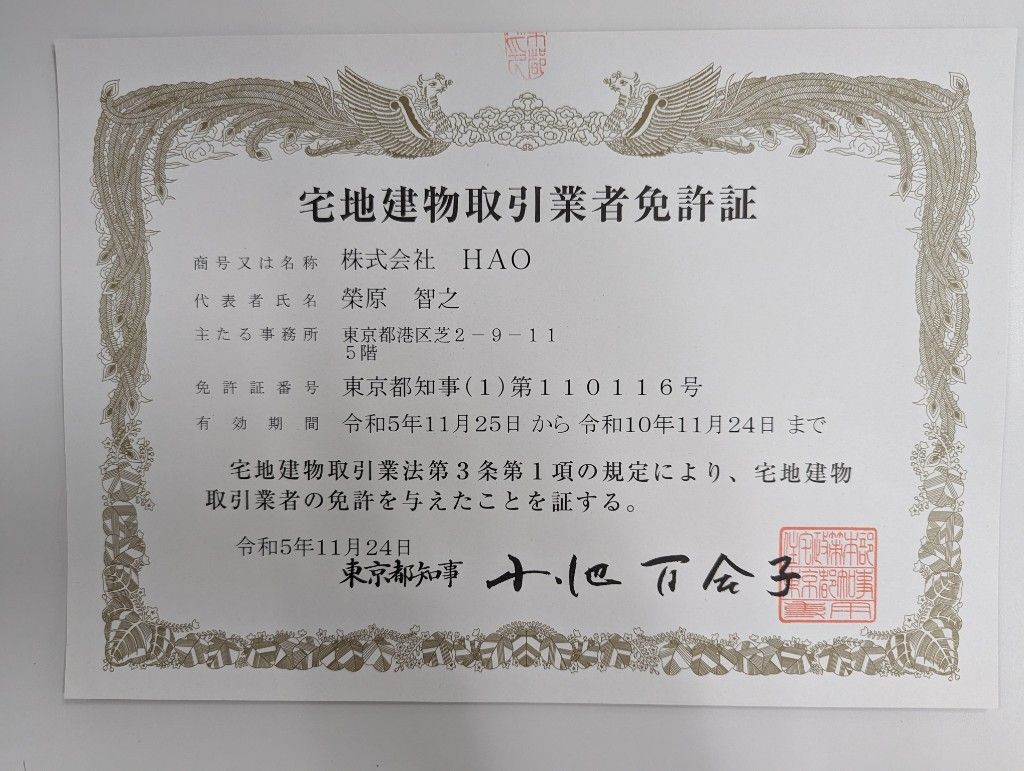 宅地建物取引業者免許証
商号又は名称 株式会社 HAO
代表者氏名 榮原 智之
主たる事務所 東京都港区芝2-9-11
5階
免許証番号 東京都知事(1)第110116号
有効期間 令和5年11月25日 から 令和10年11月24日 まで
宅地建物取引業法第3条第1項の規定により、宅地建物
取引業者の免許を与えたことを証する。
令和5年11月24日
東京都知事 小池百合子